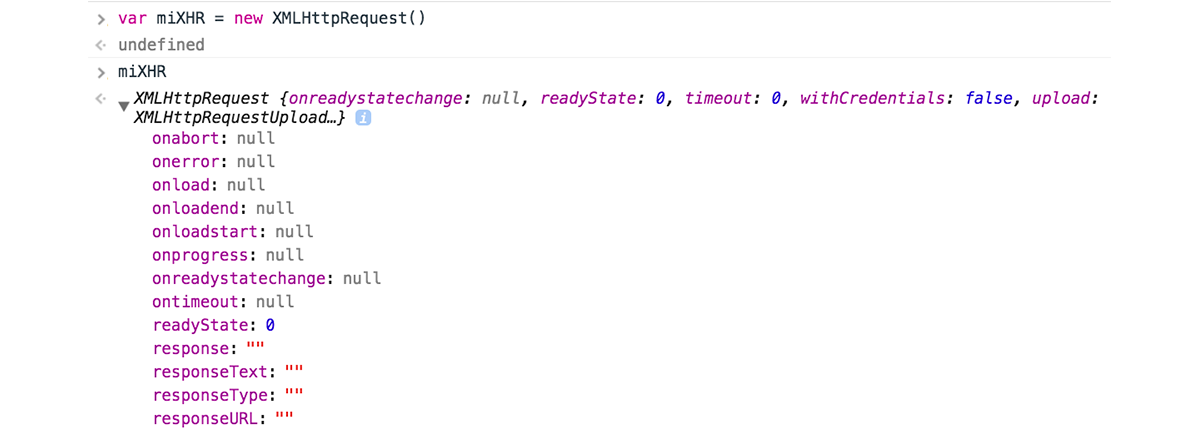 > var miXHR = new XMLHttpRequest()
undefined
> miXHR
▼ XMLHttpRequest {onreadystatechange: null, readyState: 0, timeout: 0, withCredentials: false, upload:
XMLHttpRequestUpload…} i
onabort: null
onerror: null
onload: null
onloadend: null
onloadstart: null
onprogress: null
onreadystatechange: null
ontimeout: null
readyState: 0
response: ""
responseText: ""
responseType: ""
responseURL: ""